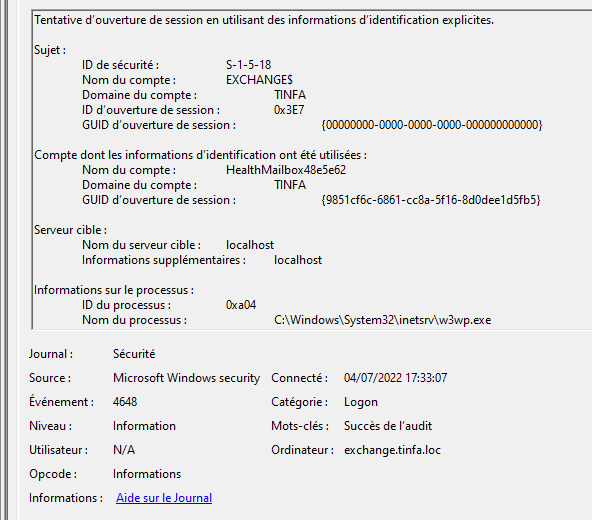 Tentative d’ouverture de session en utilisant des informations d’identification explicites.
Sujet :
ID de sécurité : S-1-5-18
Nom du compte : EXCHANGE$
Domaine du compte : TINFA
ID d’ouverture de session : 0x3E7
GUID d’ouverture de session : {00000000-0000-0000-0000-000000000000}
Compte dont les informations d’identification ont été utilisées :
Nom du compte : HealthMailbox48e5e62
Domaine du compte : TINFA
GUID d’ouverture de session : {9851cf6c-6861-cc8a-5f16-8d0dee1d5fb5}
Serveur cible :
Nom du serveur cible : localhost
Informations supplémentaires : localhost
Informations sur le processus :
ID du processus : 0xa04
Nom du processus : C:\Windows\System32\inetsrv\w3wp.exe
Journal : Sécurité
Source : Microsoft Windows security Connecté : 04/07/2022 17:33:07
Événement : 4648 Catégorie : Logon
Niveau : Information Mots-clés : Succès de l’audit
Utilisateur : N/A Ordinateur : exchange.tinfa.loc
Opcode : Informations
Informations : Aide sur le Journal